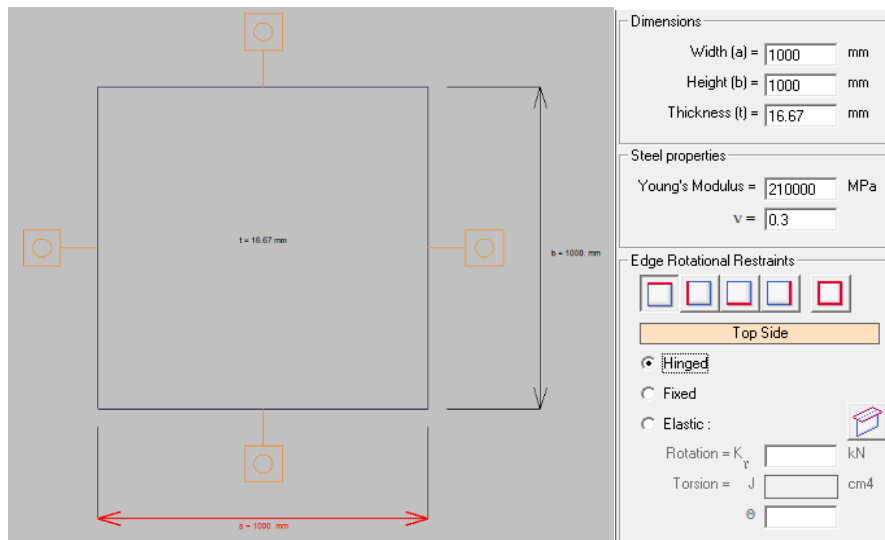 t = 16.67 mm
b = 1000. mm
a = 1000. mm
Dimensions
Width (a) = 1000 mm
Height (b) = 1000 mm
Thickness (t) = 16.67 mm
Steel properties
Young's Modulus = 210000 MPa
ν = 0.3
Edge Rotational Restraints
Top Side
Hinged
Fixed
Elastic :
Rotation = Kr kN
Torsion = J cm4
Θ